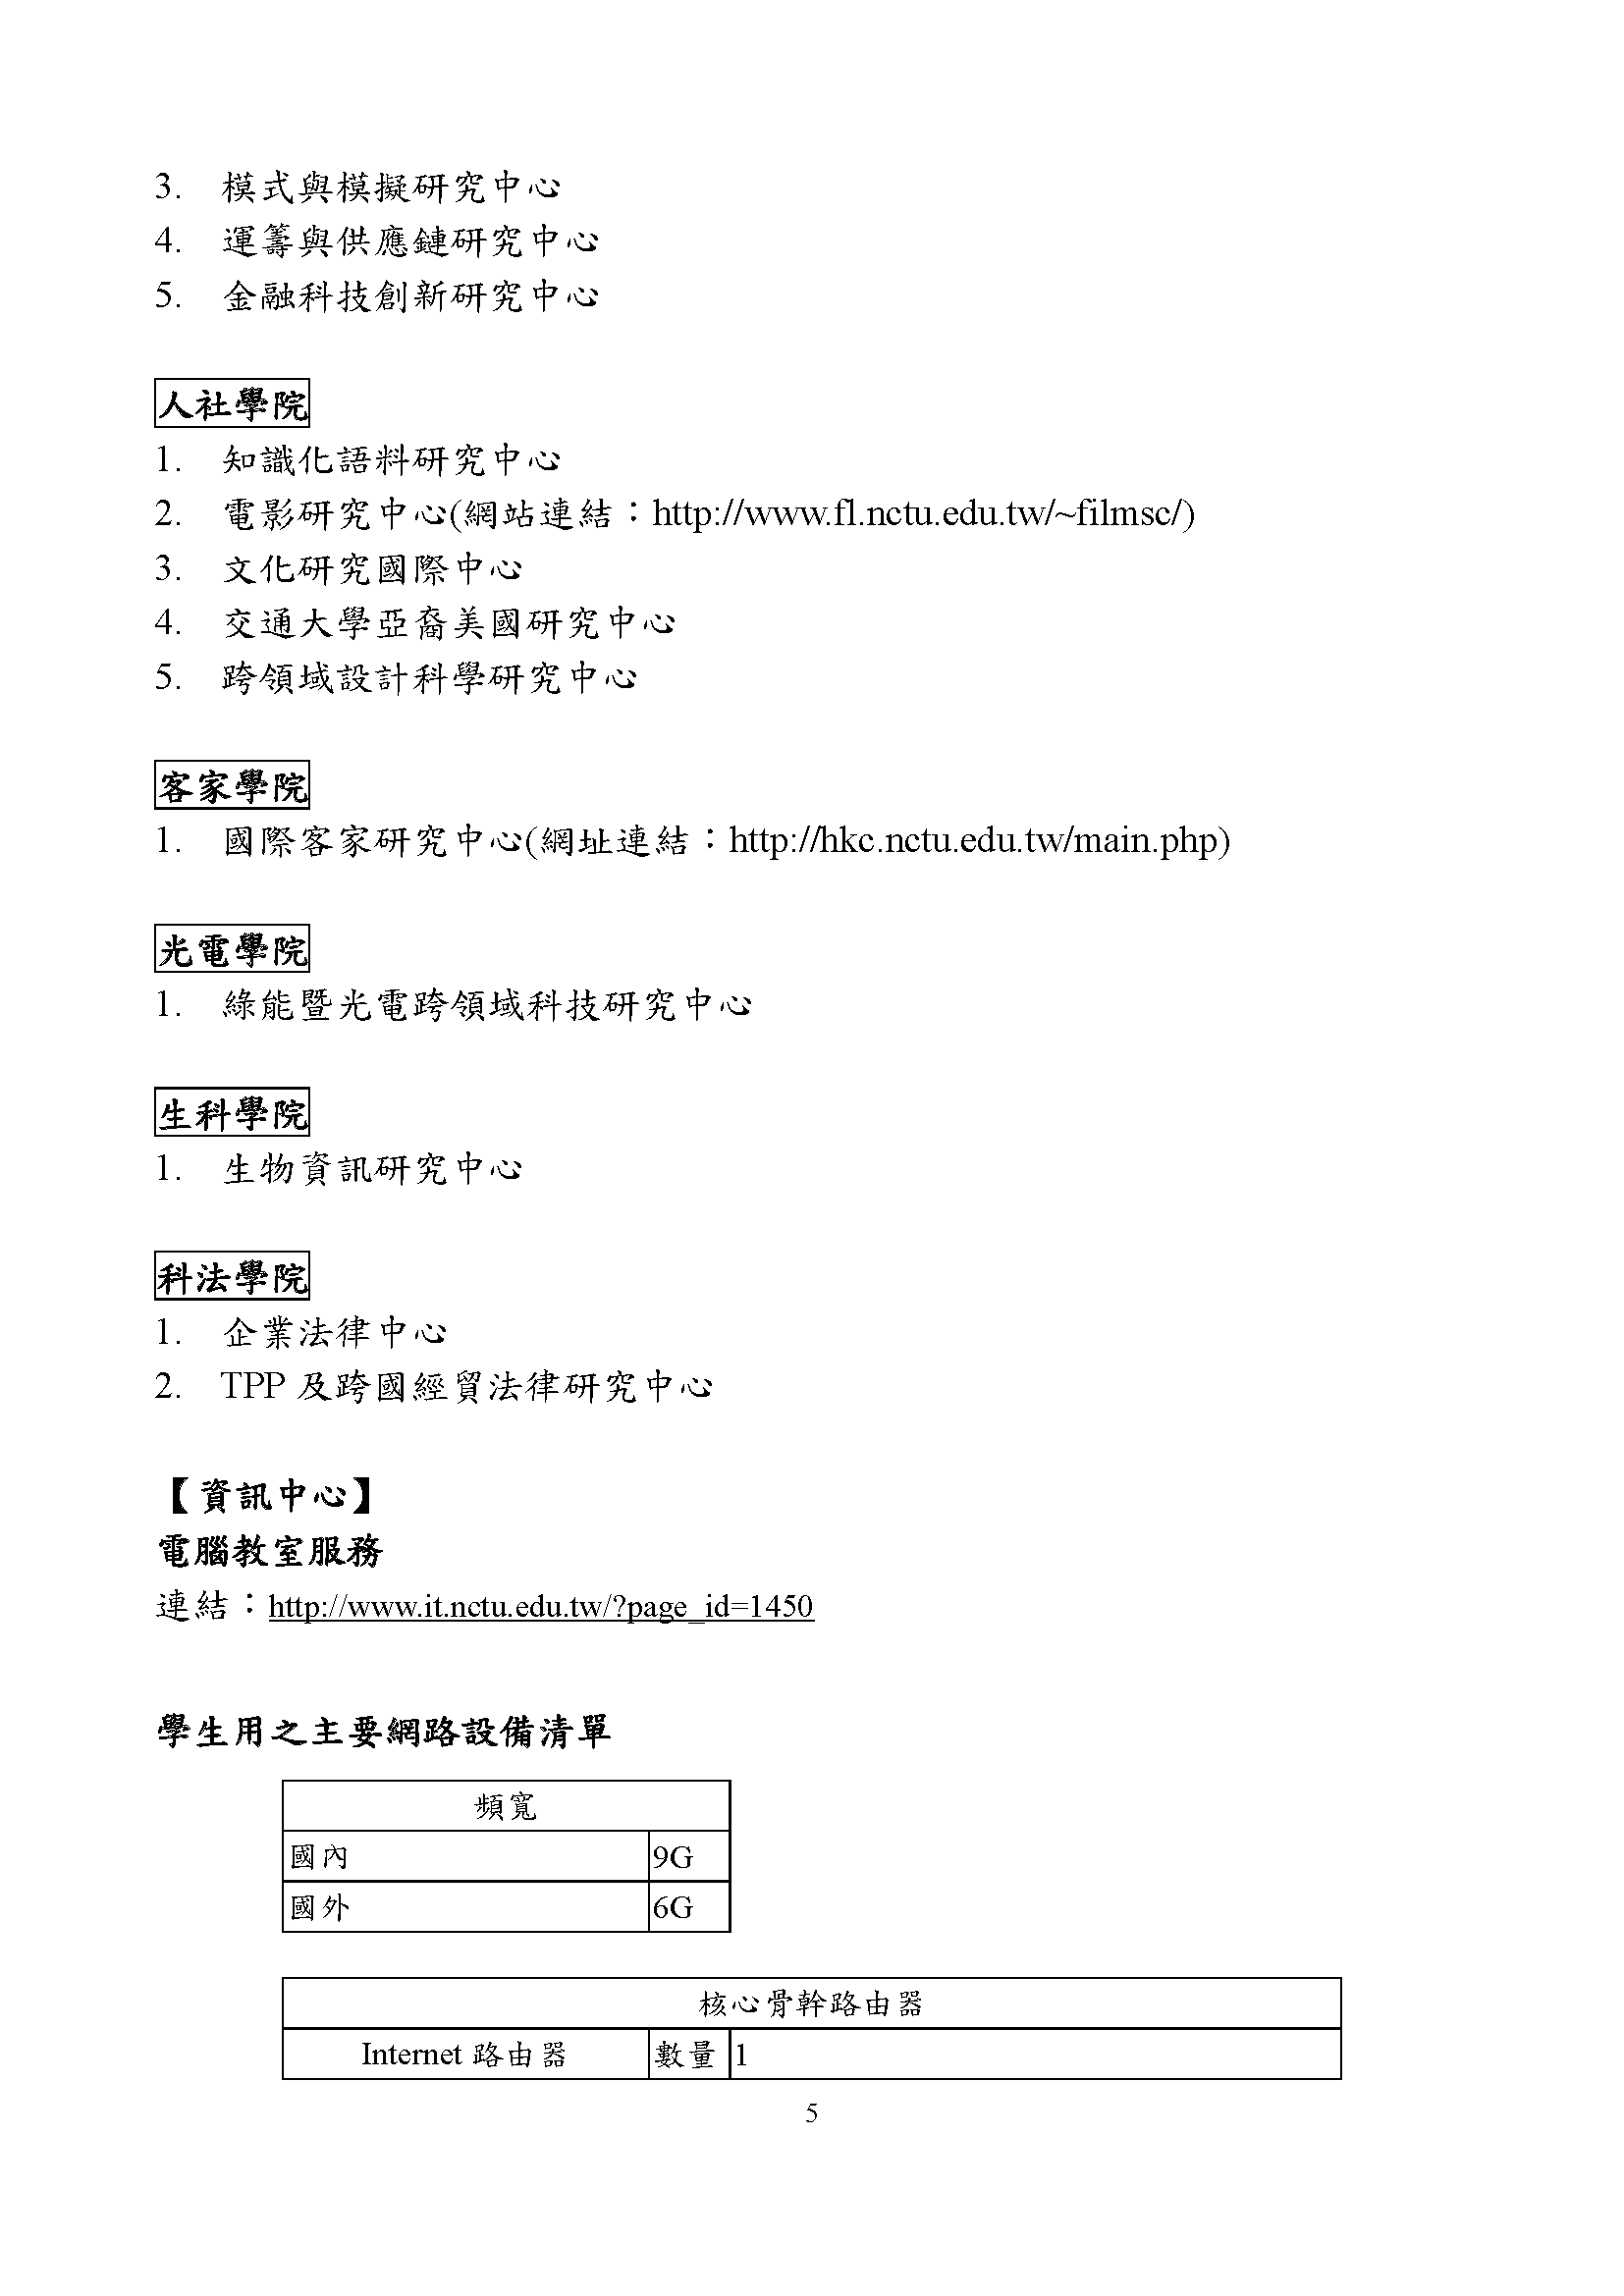 3. 模式與模擬研究中心
4. 運籌與供應鏈研究中心
5. 金融科技創新研究中心
人社學院
1. 知識化語料研究中心
2. 電影研究中心(網站連結：http://www.fl.nctu.edu.tw/~filmsc/)
3. 文化研究國際中心
4. 交通大學亞裔美國研究中心
5. 跨領域設計科學研究中心
客家學院
1. 國際客家研究中心(網址連結：http://hkc.nctu.edu.tw/main.php)
光電學院
1. 綠能暨光電跨領域科技研究中心
生科學院
1. 生物資訊研究中心
科法學院
1. 企業法律中心
2. TPP 及跨國經貿法律研究中心
【資訊中心】
電腦教室服務
連結：http://www.it.nctu.edu.tw/?page_id=1450
學生用之主要網路設備清單
頻寬
國內 9G
國外 6G
核心骨幹路由器
Internet 路由器 數量 1
5